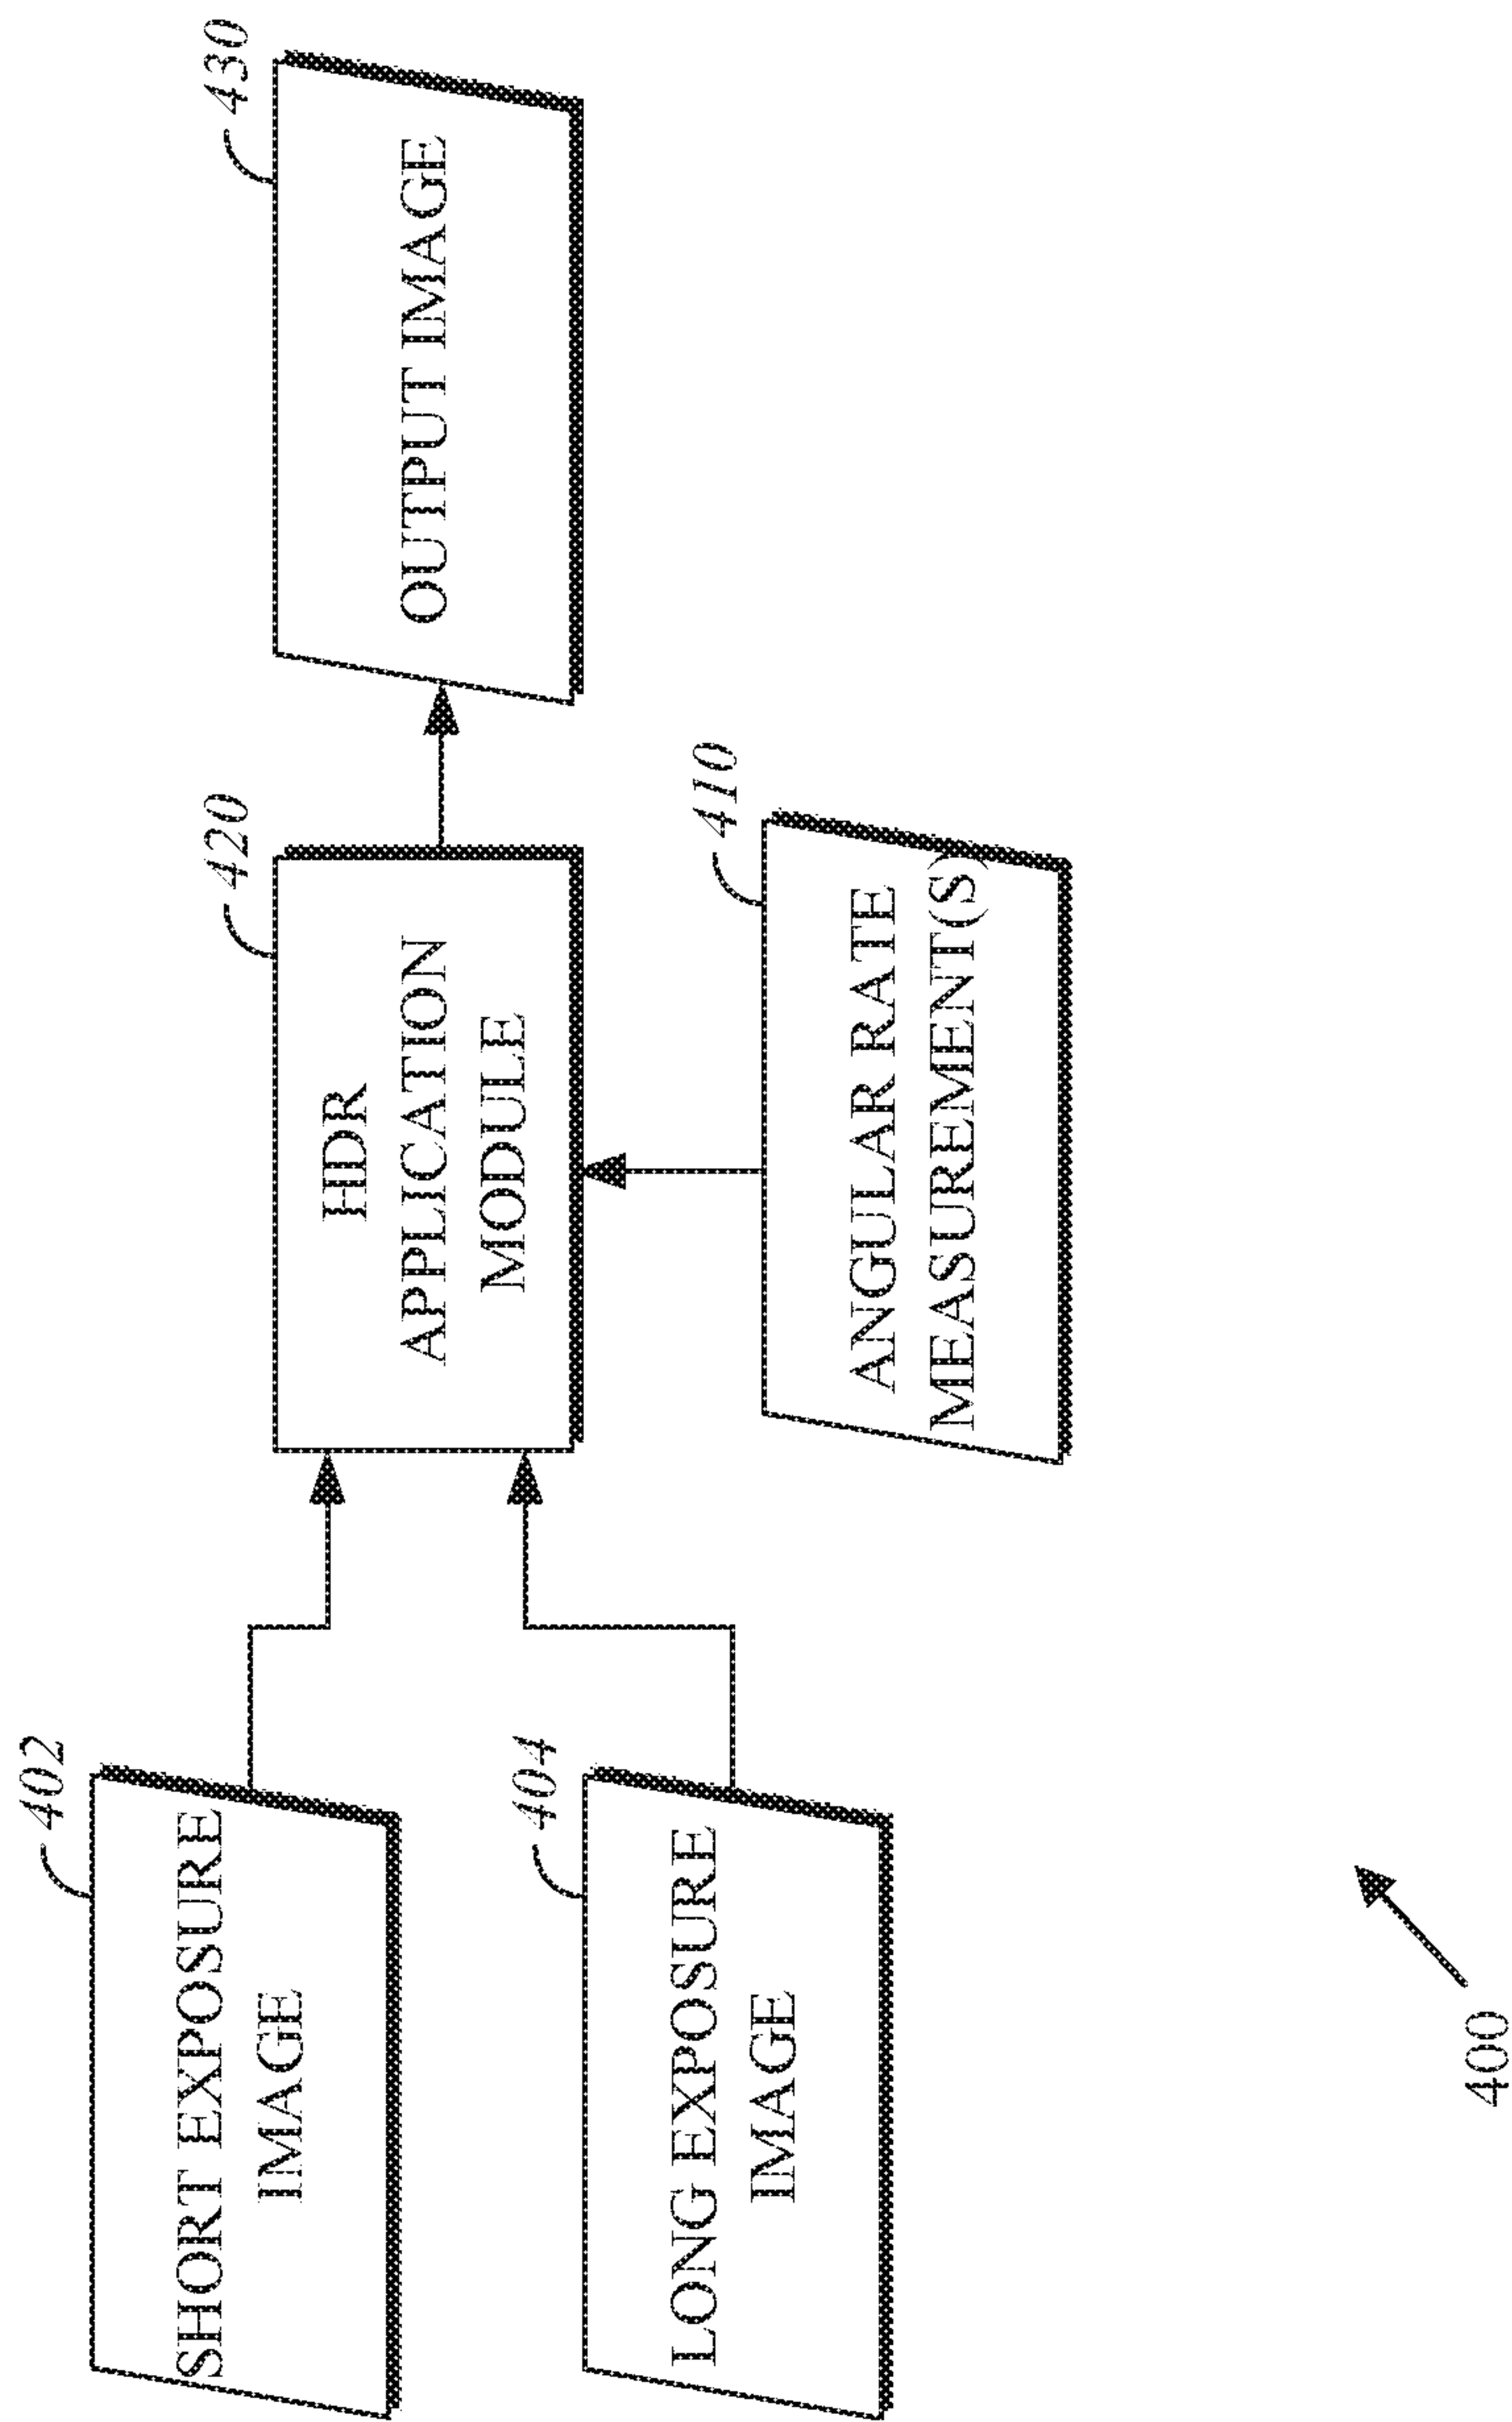 402
SHORT EXPOSURE
IMAGE
404
LONG EXPOSURE
IMAGE
420
HDR
APPLICATION
MODULE
410
ANGULAR RATE
MEASUREMENT(S)
430
OUTPUT IMAGE
400